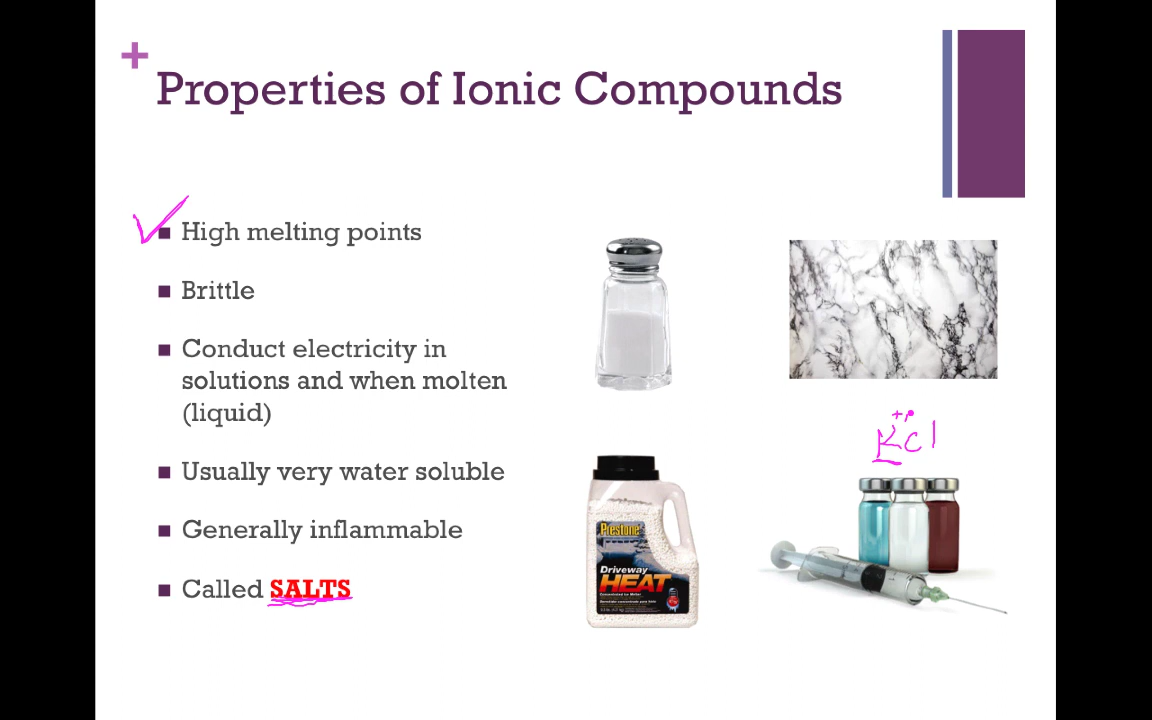 +
Properties of Ionic Compounds
High melting points
Brittle
Conduct electricity in
solutions and when molten
(liquid)
Usually very water soluble
Generally inflammable
Called SALTS
KCl
Prestone
Driveway
HEAT